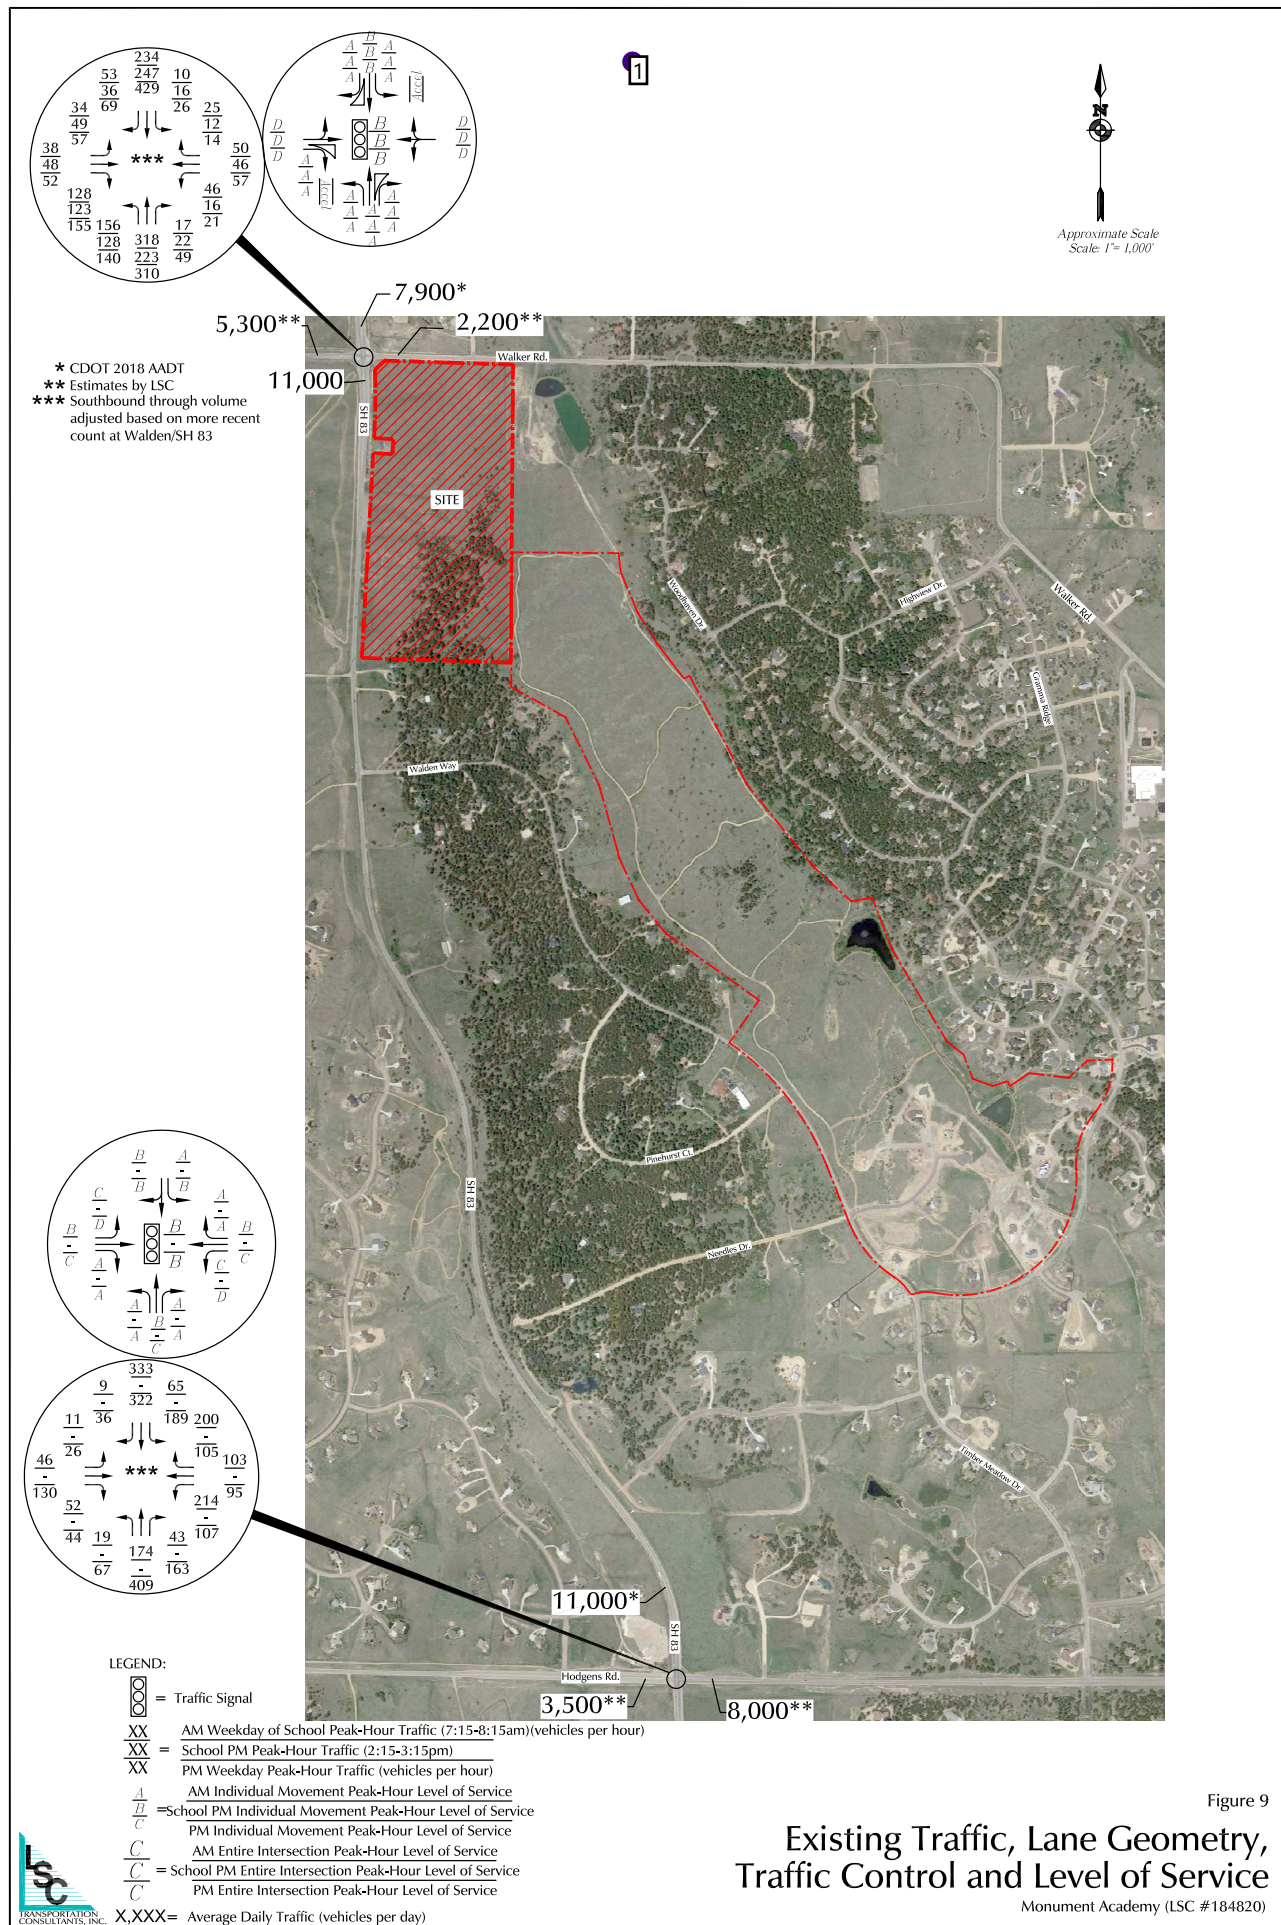 234
247
429
53
36
69
10
16
26
34
49
57
25
12
14
38
48
52
***
50
46
57
128
123
155
46
16
21
156
128
140
318
223
310
17
22
49
A
A
A
B
B
B
A
A
A
Accel
D
D
D
B
B
B
D
D
D
A
A
A
Accel
A
A
A
A
A
A
A
A
A
1
N
Approximate Scale
Scale: 1"= 1,000'
7,900*
5,300**
2,200**
Walker Rd.
11,000
* CDOT 2018 AADT
** Estimates by LSC
*** Southbound through volume
adjusted based on more recent
count at Walden/SH 83
SH 83
SITE
Woodhaven Dr.
Highview Dr.
Walker Rd.
Gramma Ridge
Walden Way
Pinehurst Ct.
SH 83
Needles Dr.
Timber Meadow Dr.
B
-
B
A
-
B
C
-
D
A
-
A
B
-
C
B
-
B
B
-
C
A
-
A
C
-
D
A
-
A
B
-
C
A
-
A
333
-
322
9
-
36
65
-
189
11
-
26
200
-
105
46
-
130
***
103
-
95
52
-
44
214
-
107
19
-
67
174
-
409
43
-
163
11,000*
SH 83
Hodgens Rd.
3,500**
8,000**
LEGEND:
= Traffic Signal
XX
XX
XX
=
AM Weekday of School Peak-Hour Traffic (7:15-8:15am)(vehicles per hour)
School PM Peak-Hour Traffic (2:15-3:15pm)
PM Weekday Peak-Hour Traffic (vehicles per hour)
A
B
C
=
AM Individual Movement Peak-Hour Level of Service
School PM Individual Movement Peak-Hour Level of Service
PM Individual Movement Peak-Hour Level of Service
C
C
C
=
AM Entire Intersection Peak-Hour Level of Service
School PM Entire Intersection Peak-Hour Level of Service
PM Entire Intersection Peak-Hour Level of Service
X,XXX= Average Daily Traffic (vehicles per day)
LSC
TRANSPORTATION
CONSULTANTS, INC.
Figure 9
Existing Traffic, Lane Geometry,
Traffic Control and Level of Service
Monument Academy (LSC #184820)